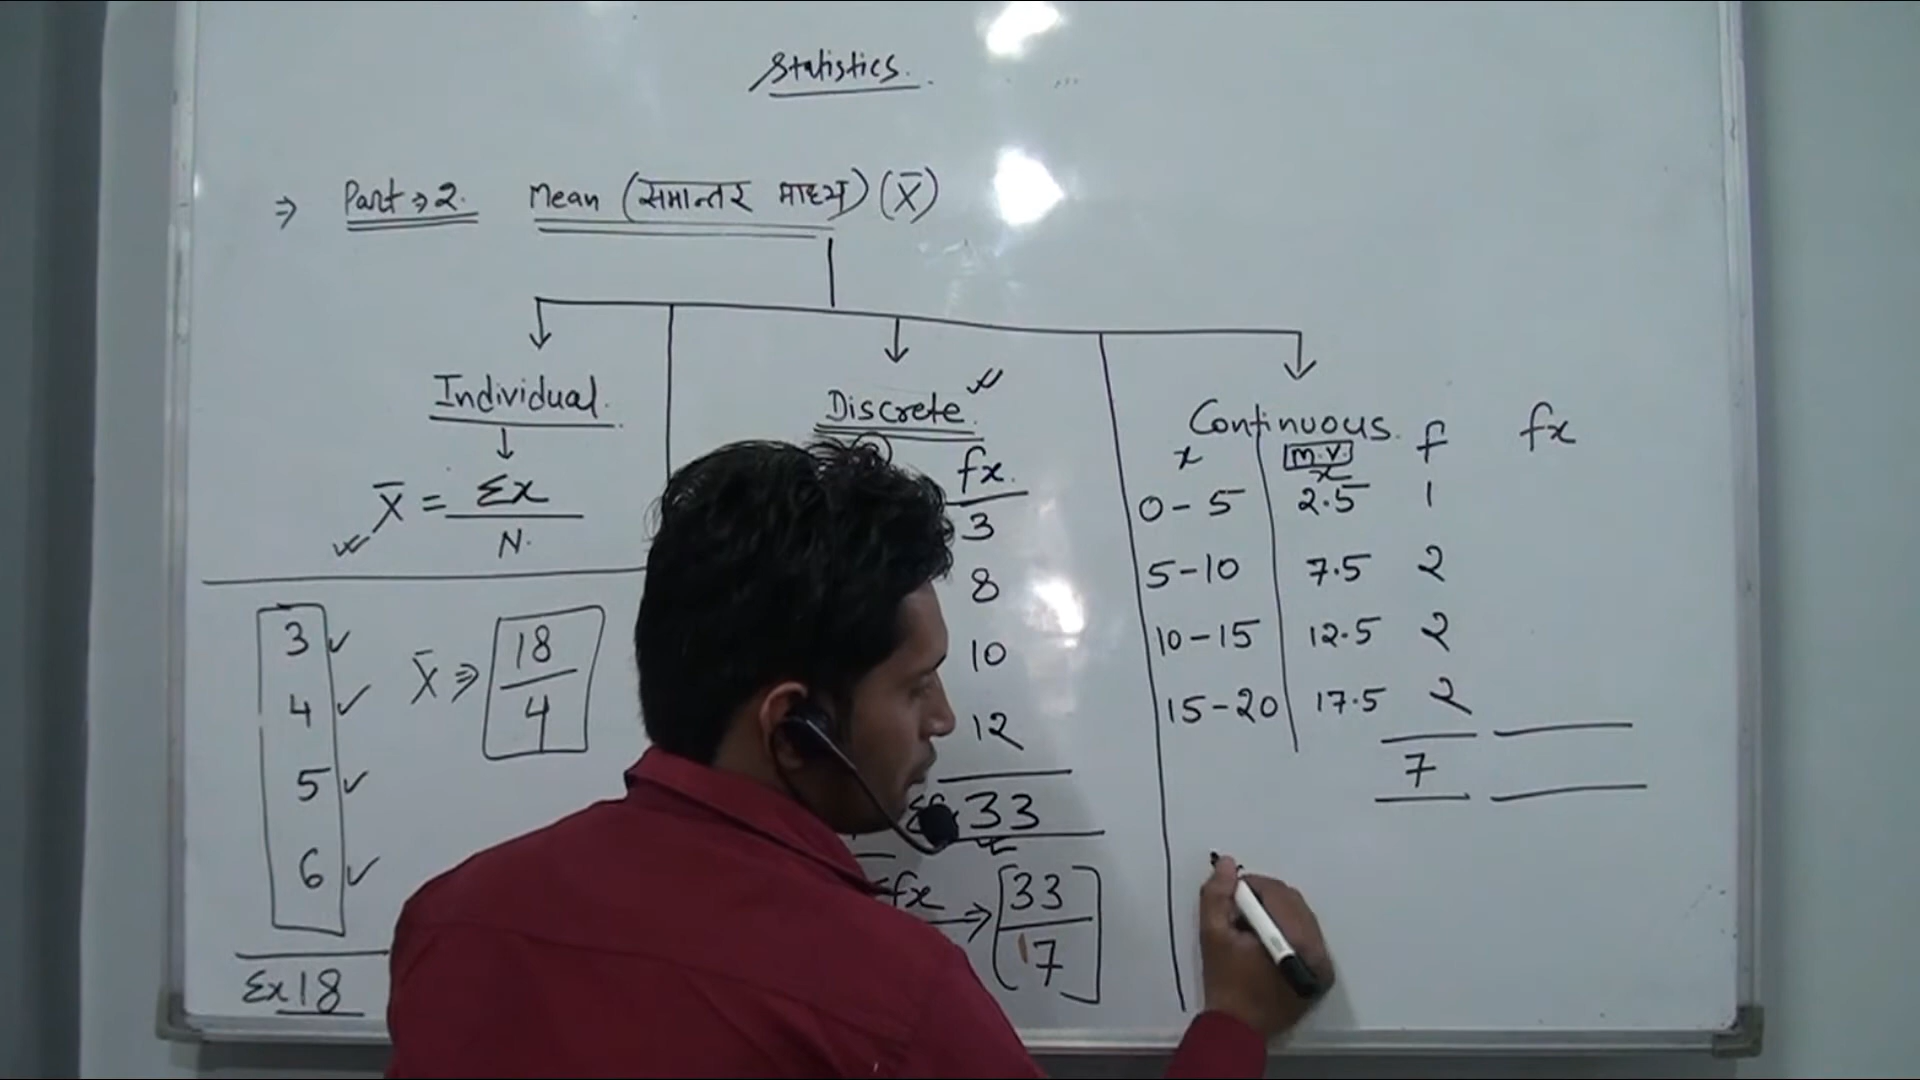 Statistics.
⇒ Part → 2. Mean (समान्तर माध्य) (X̄)
Individual.
X̄ = Σx
N.
3
4
5
6
Σx 18
X̄ ⇒ 18
4
Discrete
fx.
3
8
10
12
33
fx ⇒ 33
17
Continuous. f fx
x m.v.
x
0-5 2.5 1
5-10 7.5 2
10-15 12.5 2
15-20 17.5 2
7